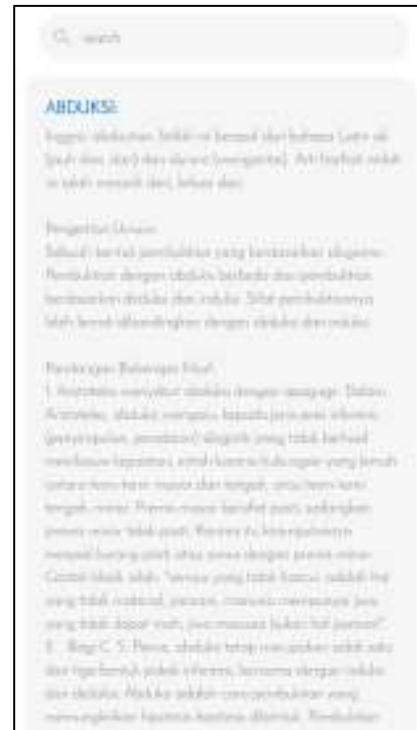 search
ABDUKSI
Inggris: abduction. Istilah ini berasal dari bahasa Latin ab
(jauh dari, dari) dan ducere (mengantar). Arti harfiah istilah
ini ialah menjauh dari, keluar dari.
Pengertian Umum
Sebuah bentuk pembuktian yang berdasarkan silogisme.
Pembuktian dengan abduksi berbeda dari pembuktian
berdasarkan deduksi dan induksi. Sifat pembuktiannya
lebih lemah dibandingkan dengan deduksi dan induksi.
Pandangan Beberapa Filsuf
1. Aristoteles menyebut abduksi dengan apagoge. Dalam
Aristoteles, abduksi mengacu kepada jenis-jenis inferensi
(penyimpulan, penalaran) silogistik yang tidak berhasil
membawa kepastian, entah karena hubungan yang lemah
antara term-term mayor dan tengah, atau term-term
tengah minor. Premis mayor bersifat pasti, sedangkan
premis minor tidak pasti. Karena itu kesimpulannya
menjadi kurang pasti atau sama dengan premis minor.
Contoh klasik ialah: "semua yang tidak hancur adalah hal
yang tidak material, persona, manusia mempunyai jiwa
yang tidak dapat mati, jiwa manusia bukan hal
2. Bagi C. S. Peirce, abduksi tetap merupakan salah satu
dari tiga bentuk pokok inferensi, bersama dengan induksi
dan deduksi. Abduksi adalah cara pembuktian yang
memungkinkan hipotesis-hipotesis dibentuk. Pembuktian